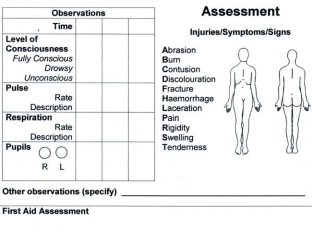 Observations
Time
Level of
Consciousness
Fully Conscious
Drowsy
Unconscious
Pulse
Rate
Description
Respiration
Rate
Description
Pupils
R L
Assessment
Injuries/Symptoms/Signs
Abrasion
Burn
Contusion
Discolouration
Fracture
Haemorrhage
Laceration
Pain
Rigidity
Swelling
Tenderness
Other observations (specify)
First Aid Assessment